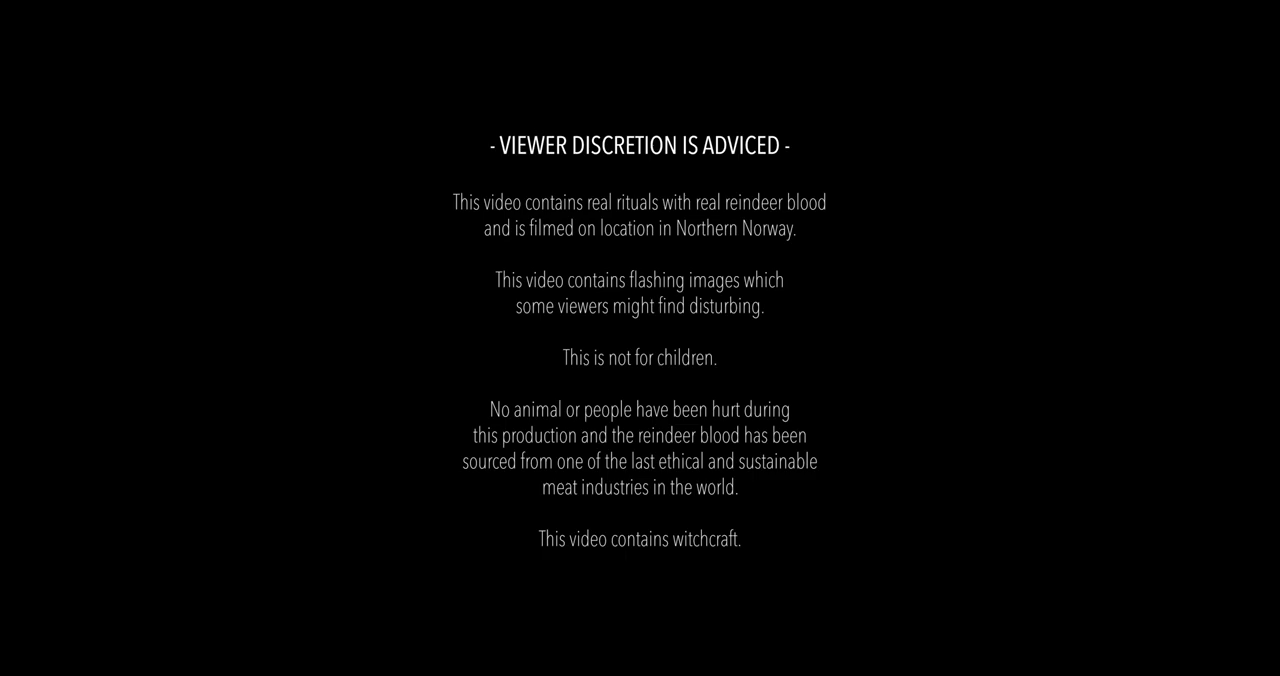 - VIEWER DISCRETION IS ADVICED -
This video contains real rituals with real reindeer blood
and is filmed on location in Northern Norway.
This video contains flashing images which
some viewers might find disturbing.
This is not for children.
No animal or people have been hurt during
this production and the reindeer blood has been
sourced from one of the last ethical and sustainable
meat industries in the world.
This video contains witchcraft.